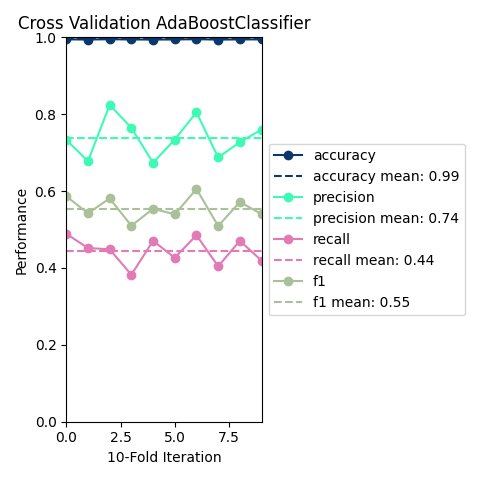 Cross Validation AdaBoostClassifier
1.0
0.8
0.6
0.4
0.2
0.0
Performance
0.0 2.5 5.0 7.5
10-Fold Iteration
accuracy
accuracy mean: 0.99
precision
precision mean: 0.74
recall
recall mean: 0.44
f1
f1 mean: 0.55